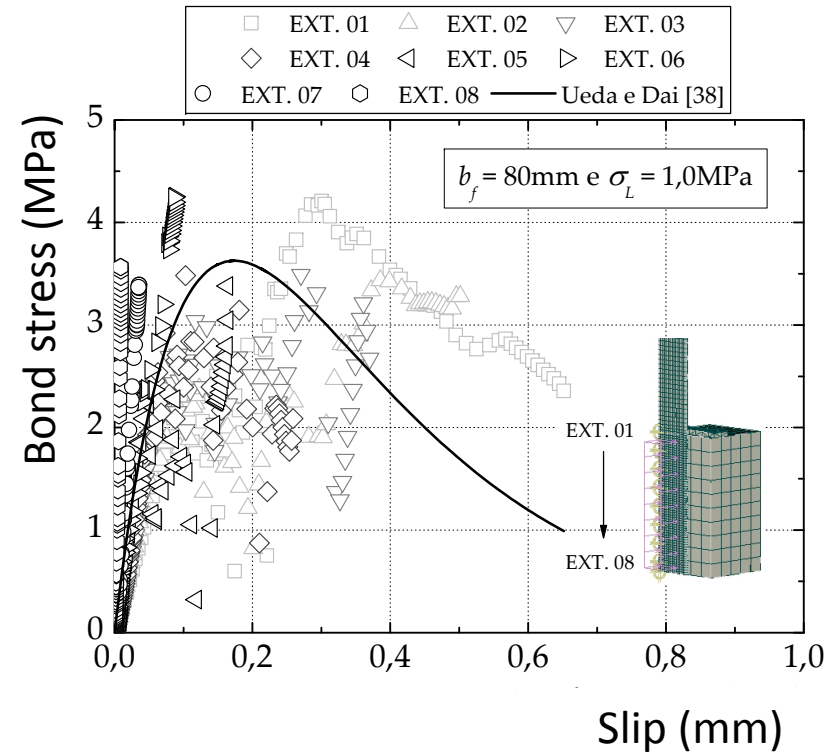 EXT. 01 EXT. 02 EXT. 03
EXT. 04 EXT. 05 EXT. 06
EXT. 07 EXT. 08 Ueda e Dai [38]
b_f = 80mm e σ_L = 1,0MPa
Bond stress (MPa)
5
4
3
2
1
0
EXT. 01
EXT. 08
0,0 0,2 0,4 0,6 0,8 1,0
Slip (mm)